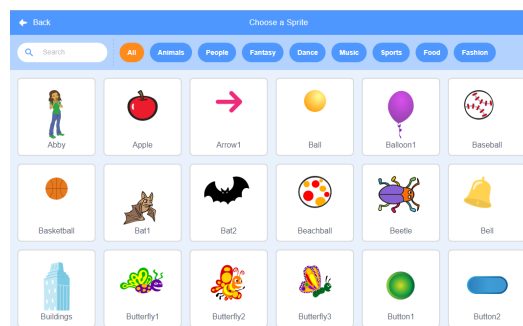 Back
Choose a Sprite
Search
All Animals People Fantasy Dance Music Sports Food Fashion
Abby Apple Arrow1 Ball Balloon1 Baseball
Basketball Bat1 Bat2 Beachball Beetle Bell
Buildings Butterfly1 Butterfly2 Butterfly3 Button1 Button2